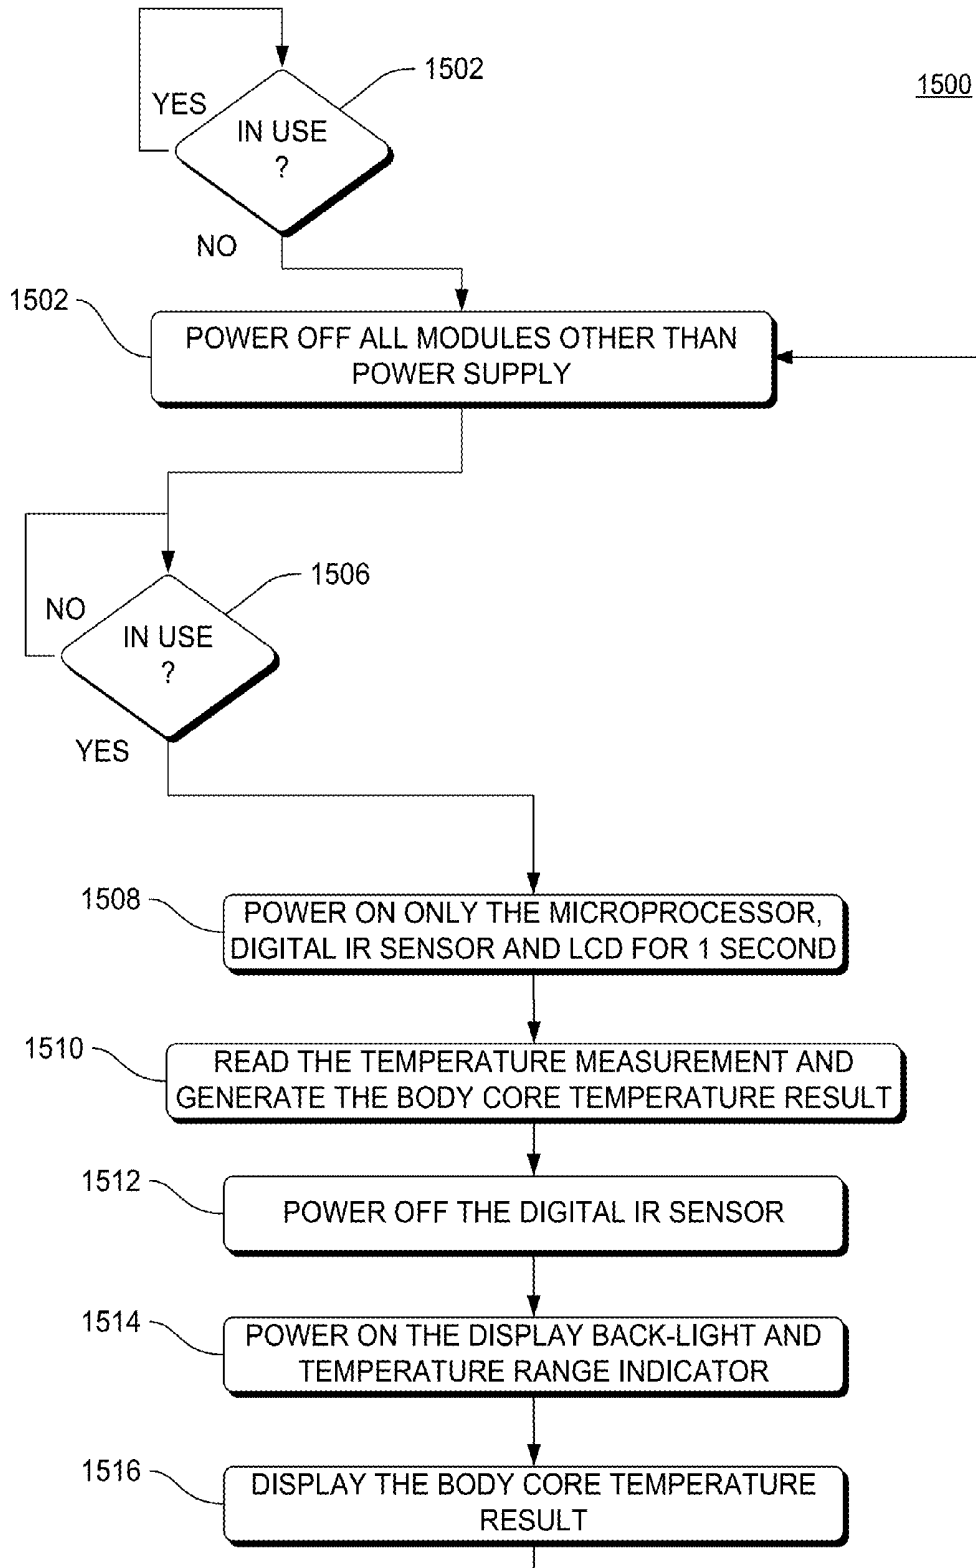 1502
1500
YES
IN USE
?
NO
1502
POWER OFF ALL MODULES OTHER THAN
POWER SUPPLY
1506
NO
IN USE
?
YES
1508
POWER ON ONLY THE MICROPROCESSOR,
DIGITAL IR SENSOR AND LCD FOR 1 SECOND
1510
READ THE TEMPERATURE MEASUREMENT AND
GENERATE THE BODY CORE TEMPERATURE RESULT
1512
POWER OFF THE DIGITAL IR SENSOR
1514
POWER ON THE DISPLAY BACK-LIGHT AND
TEMPERATURE RANGE INDICATOR
1516
DISPLAY THE BODY CORE TEMPERATURE
RESULT